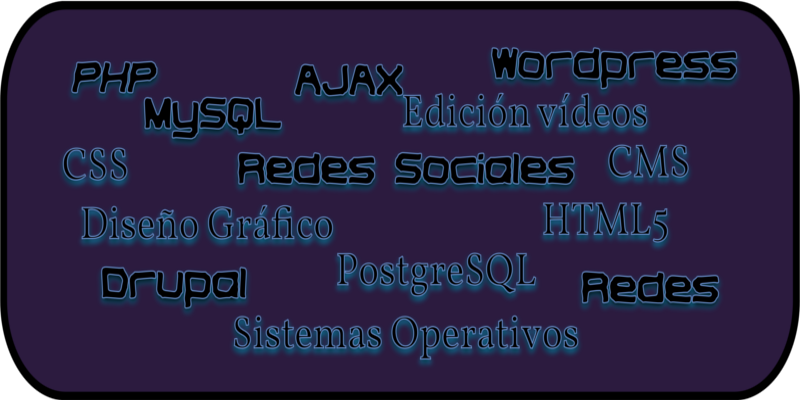 Wordpress
PHP
AJAX
MySQL
Edición vídeos
CSS
Redes Sociales
CMS
Diseño Gráfico
HTML5
PostgreSQL
Drupal
Redes
Sistemas Operativos